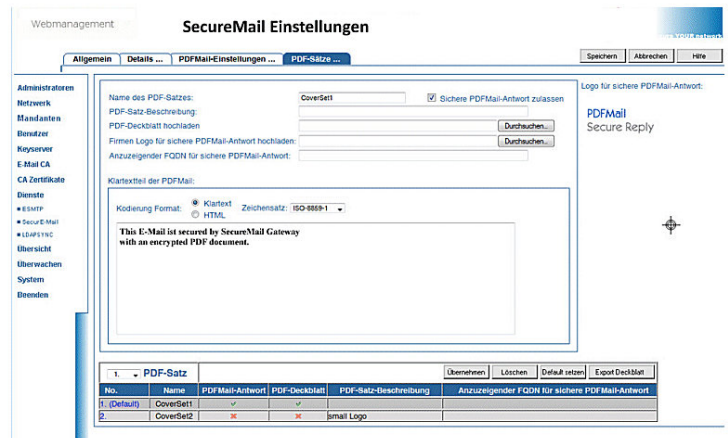 Webmanagement
SecureMail Einstellungen
YOUR network
Allgemein Details ... PDFMail-Einstellungen ... PDF-Sätze ...
Speichern Abbrechen Hilfe
Administratoren
Netzwerk
Mandanten
Benutzer
Keyserver
E-Mail CA
CA Zertifikate
Dienste
ESMTP
SecurE-Mail
LDAPSYNC
Übersicht
Überwachen
System
Beenden
Name des PDF-Satzes: CoverSet1 Sichere PDFMail-Antwort zulassen
PDF-Satz-Beschreibung:
PDF-Deckblatt hochladen Durchsuchen..
Firmen Logo für sichere PDFMail-Antwort hochladen: Durchsuchen..
Anzuzeigender FQDN für sichere PDFMail-Antwort:
Klartextteil der PDFMail:
Kodierung Format: Klartext Zeichensatz: ISO-8859-1
HTML
This E-Mail ist secured by SecureMail Gateway
with an encrypted PDF document.
Logo für sichere PDFMail-Antwort:
PDFMail
Secure Reply
1. PDF-Satz Übernehmen Löschen Default setzen Export Deckblatt
No. Name PDFMail-Antwort PDF-Deckblatt PDF-Satz-Beschreibung Anzuzeigender FQDN für sichere PDFMail-Antwort
1. (Default) CoverSet1
2. CoverSet2 small Logo